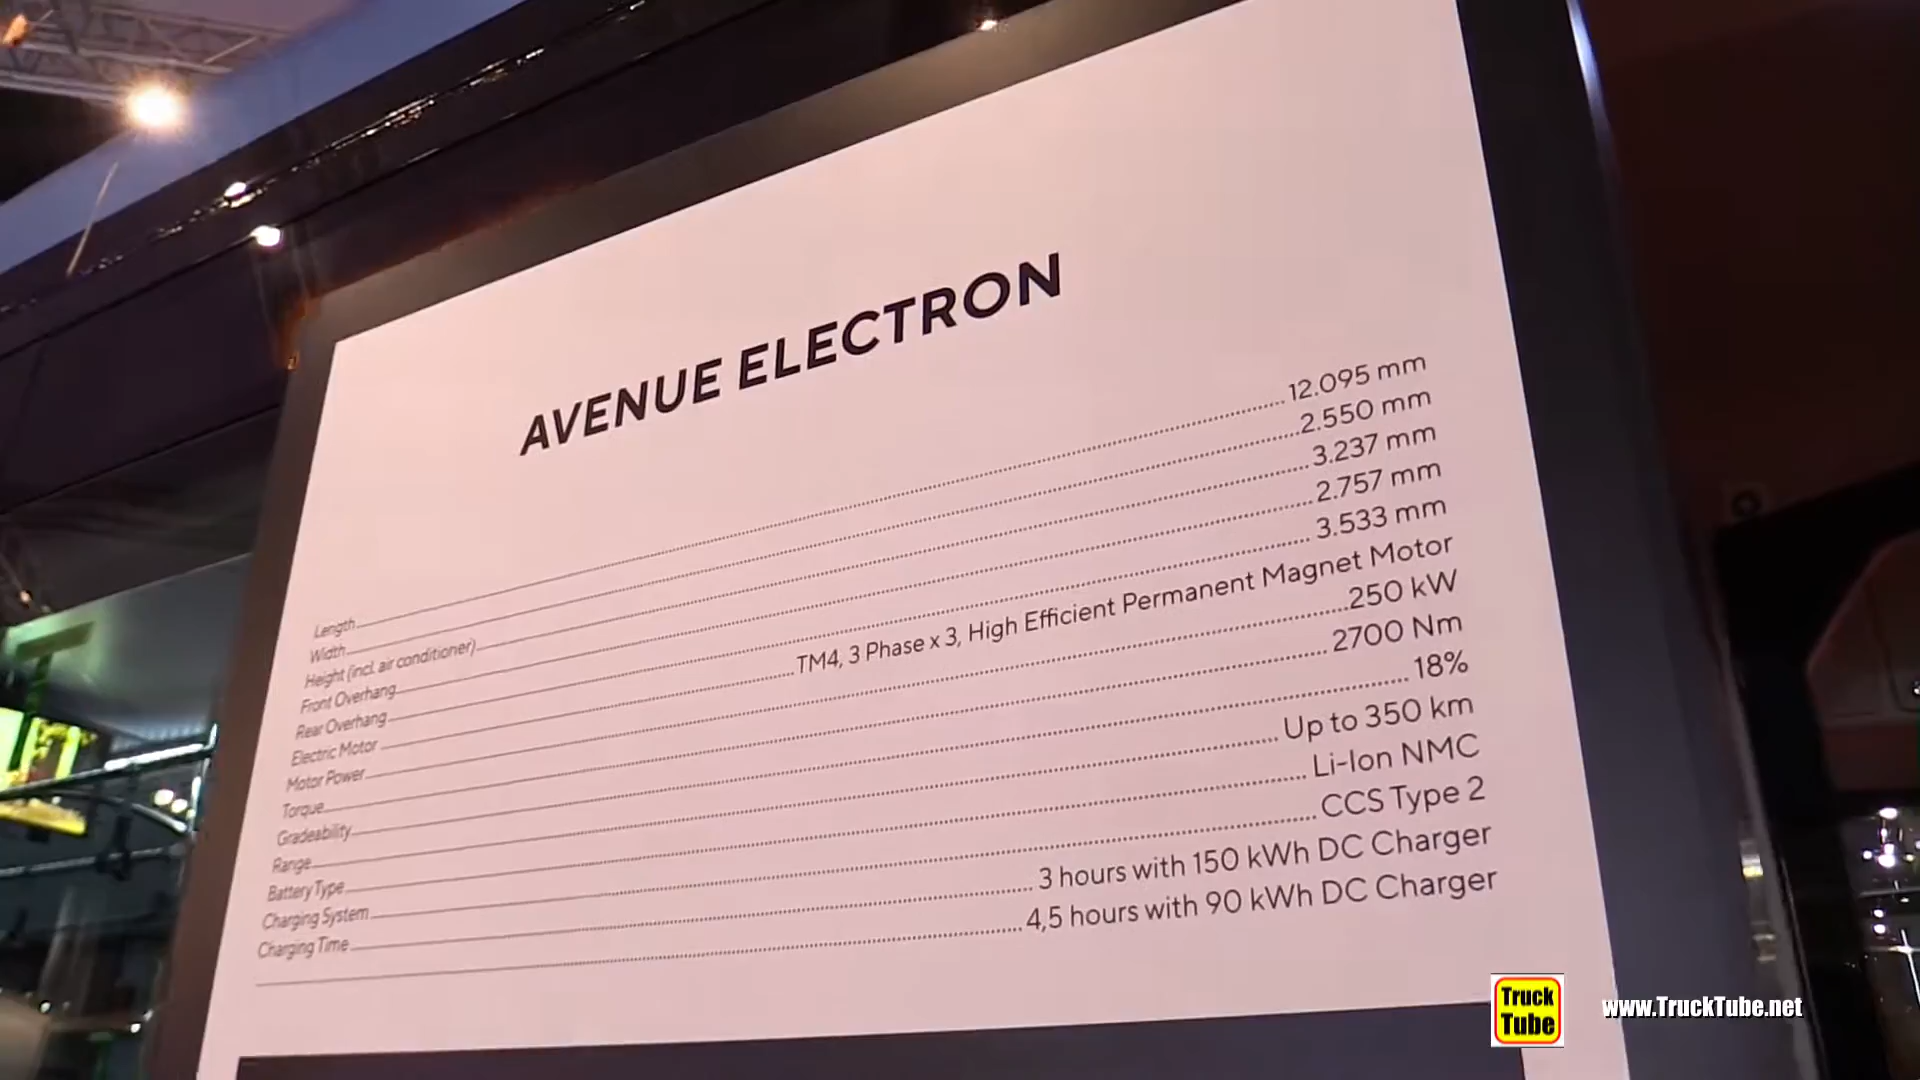 AVENUE ELECTRON
Length 12.095 mm
Width 2.550 mm
Height (incl. air conditioner) 3.237 mm
Front Overhang 2.757 mm
Rear Overhang 3.533 mm
Electric Motor TM4, 3 Phase x 3, High Efficient Permanent Magnet Motor
Motor Power 250 kW
Torque 2700 Nm
Gradeability 18%
Range Up to 350 km
Battery Type Li-Ion NMC
Charging System CCS Type 2
Charging Time 3 hours with 150 kWh DC Charger
4,5 hours with 90 kWh DC Charger
Truck
Tube
www.TruckTube.net